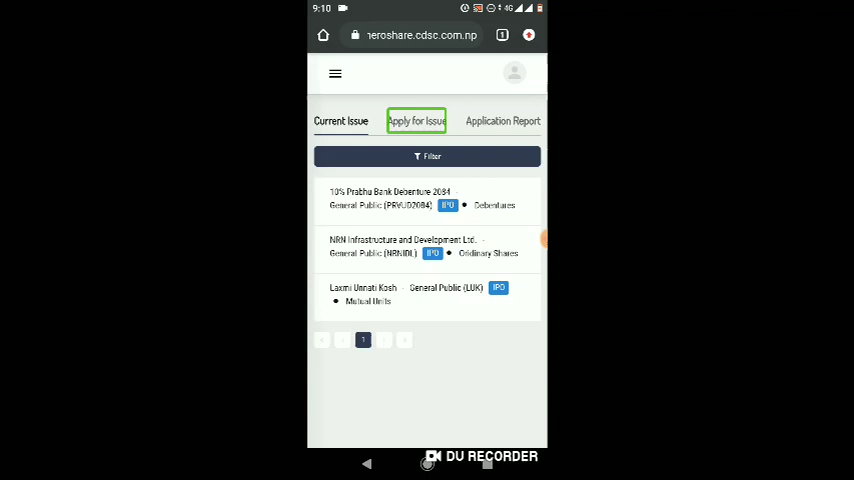 9:10
4G
neroshare.cdsc.com.np
1
Current Issue
Apply for Issue
Application Report
Filter
10% Prabhu Bank Debenture 2084 -
General Public (PRVUD2084) IPO ● Debentures
NRN Infrastructure and Development Ltd. -
General Public (NRNIDL) IPO ● Oridinary Shares
Laxmi Unnati Kosh - General Public (LUK) IPO
● Mutual Units
1
DU RECORDER